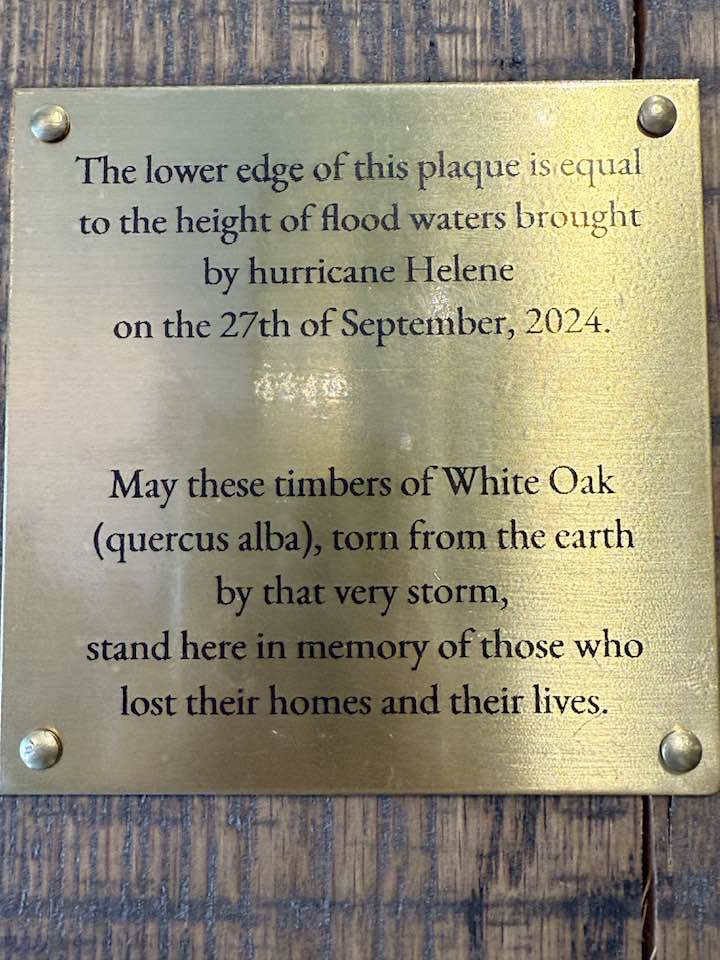 The lower edge of this plaque is equal
to the height of flood waters brought
by hurricane Helene
on the 27th of September, 2024.
May these timbers of White Oak
(quercus alba), torn from the earth
by that very storm,
stand here in memory of those who
lost their homes and their lives.